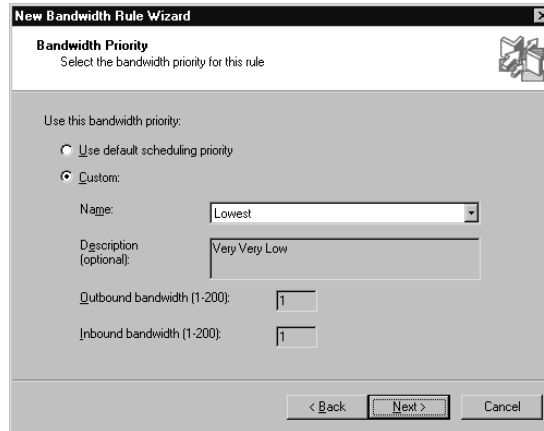 New Bandwidth Rule Wizard
Bandwidth Priority
Select the bandwidth priority for this rule
Use this bandwidth priority:
Use default scheduling priority
Custom:
Name: Lowest
Description (optional): Very Very Low
Outbound bandwidth (1-200): 1
Inbound bandwidth (1-200): 1
< Back Next > Cancel